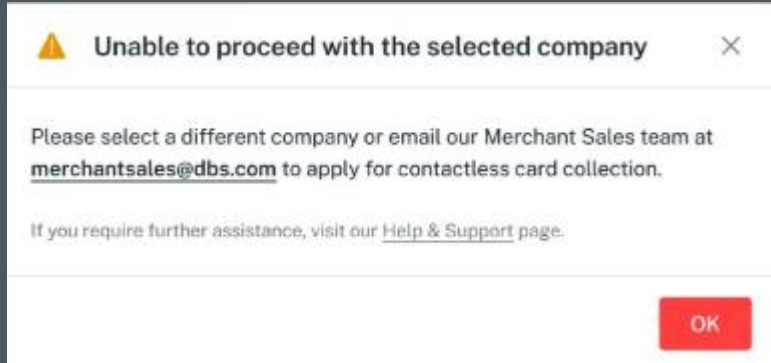 Unable to proceed with the selected company
Please select a different company or email our Merchant Sales team at
merchantsales@dbs.com to apply for contactless card collection.
If you require further assistance, visit our Help & Support page.
OK